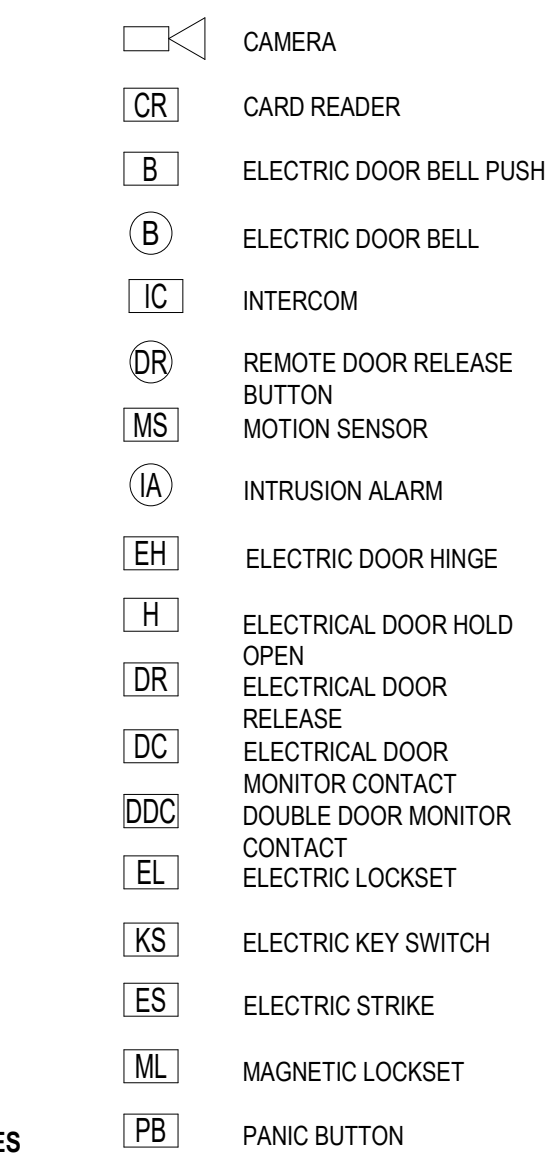 CAMERA
CR CARD READER
B ELECTRIC DOOR BELL PUSH
B ELECTRIC DOOR BELL
IC INTERCOM
DR REMOTE DOOR RELEASE
BUTTON
MS MOTION SENSOR
IA INTRUSION ALARM
EH ELECTRIC DOOR HINGE
H ELECTRICAL DOOR HOLD
OPEN
DR ELECTRICAL DOOR
RELEASE
DC ELECTRICAL DOOR
MONITOR CONTACT
DDC DOUBLE DOOR MONITOR
CONTACT
EL ELECTRIC LOCKSET
KS ELECTRIC KEY SWITCH
ES ELECTRIC STRIKE
ML MAGNETIC LOCKSET
PB PANIC BUTTON
ES